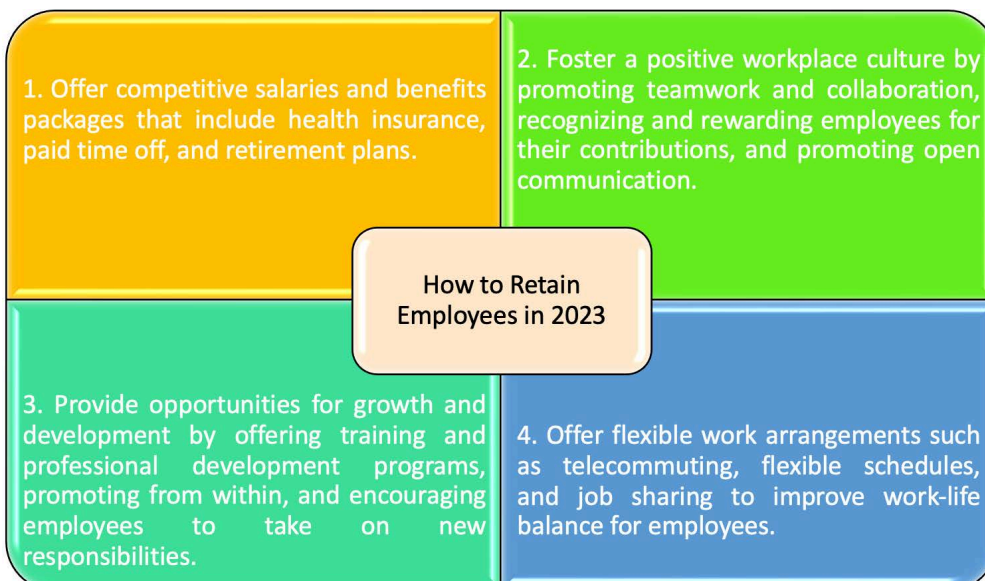 1. Offer competitive salaries and benefits
packages that include health insurance,
paid time off, and retirement plans.
2. Foster a positive workplace culture by
promoting teamwork and collaboration,
recognizing and rewarding employees for
their contributions, and promoting open
communication.
How to Retain
Employees in 2023
3. Provide opportunities for growth and
development by offering training and
professional development programs,
promoting from within, and encouraging
employees to take on new
responsibilities.
4. Offer flexible work arrangements such
as telecommuting, flexible schedules,
and job sharing to improve work-life
balance for employees.